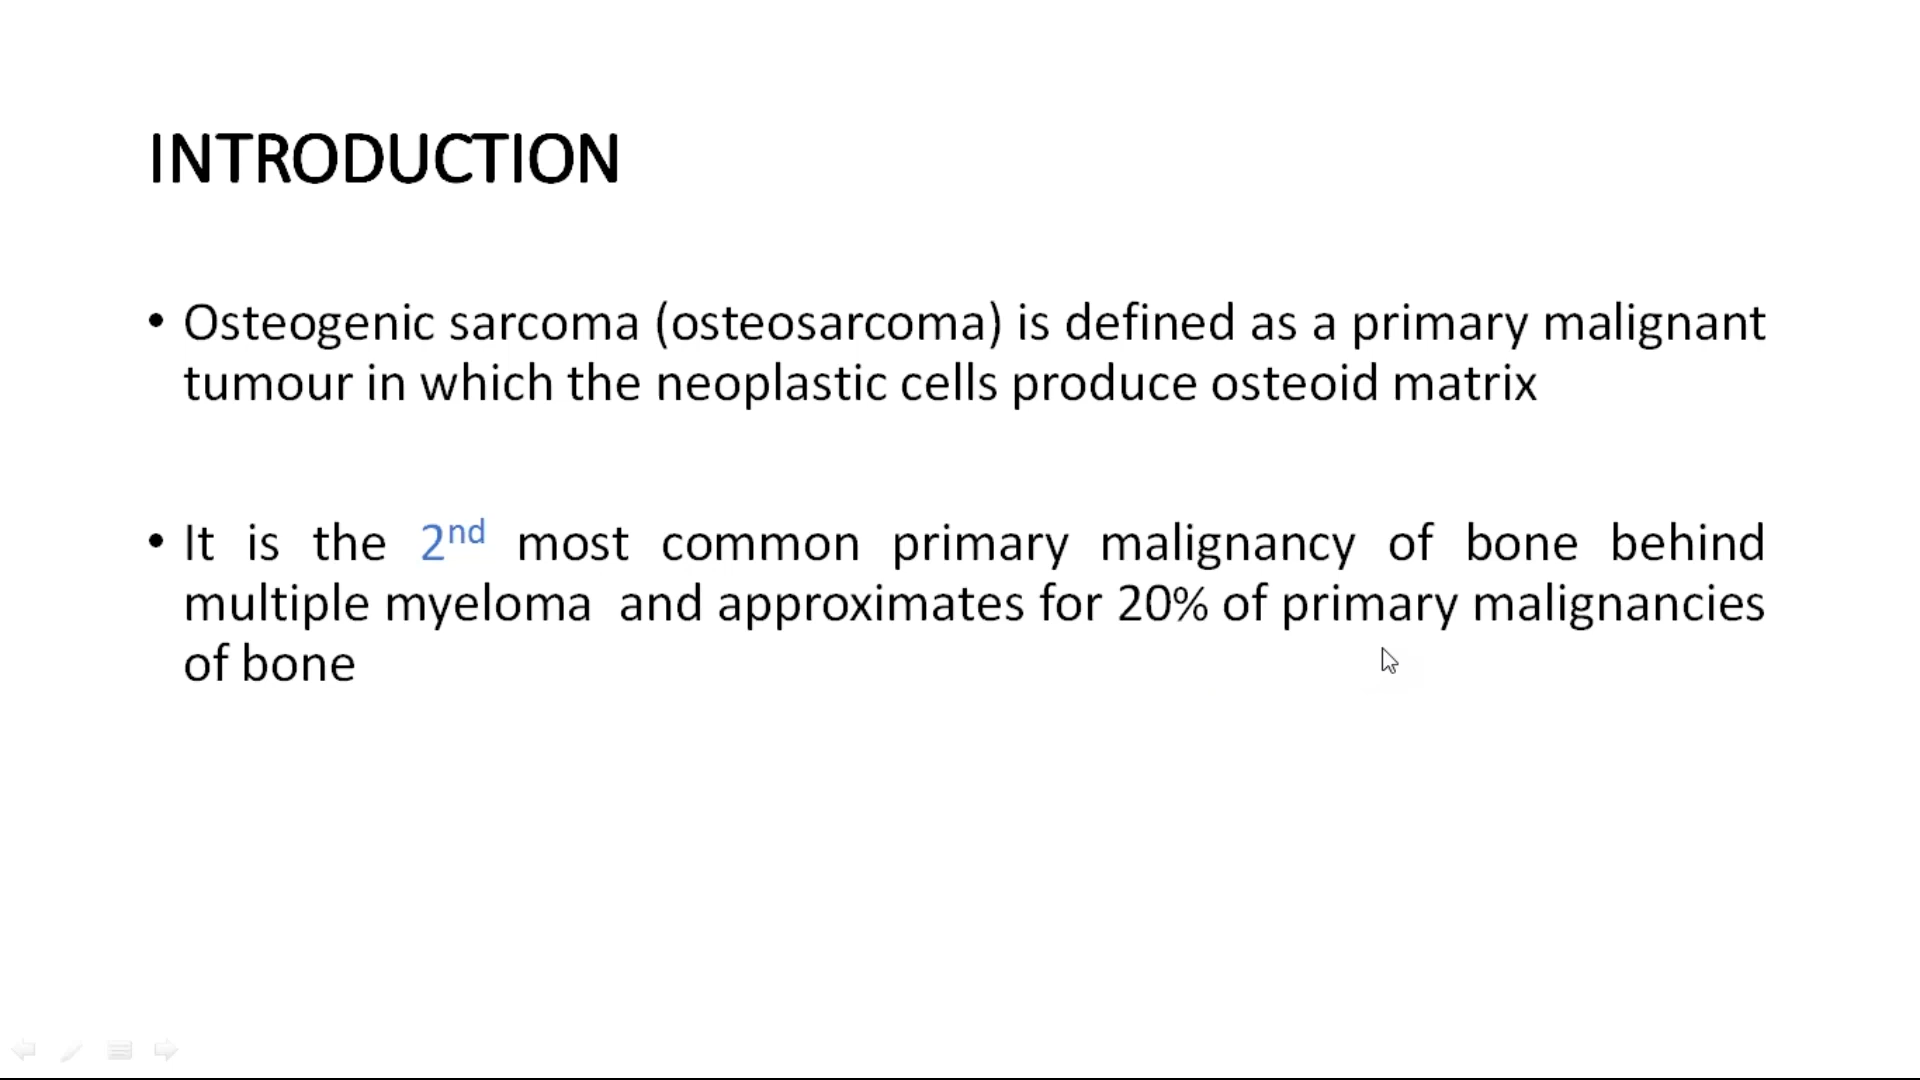 INTRODUCTION
• Osteogenic sarcoma (osteosarcoma) is defined as a primary malignant
tumour in which the neoplastic cells produce osteoid matrix
• It is the 2nd most common primary malignancy of bone behind
multiple myeloma and approximates for 20% of primary malignancies
of bone